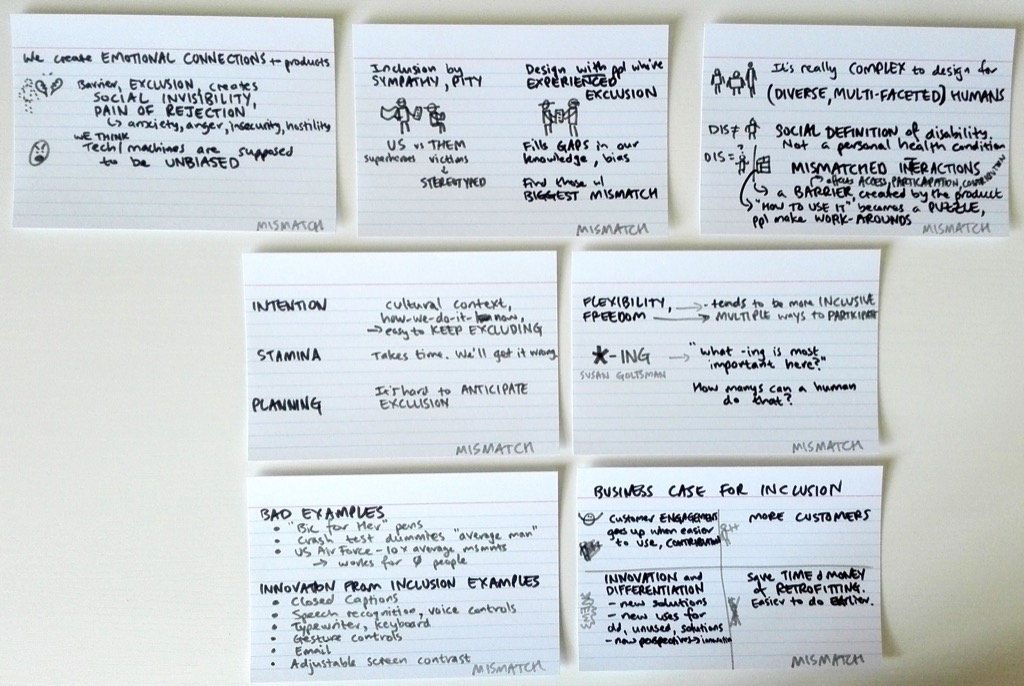 We create EMOTIONAL CONNECTIONS to products
Barrier, EXCLUSION, creates
SOCIAL INVISIBILITY,
PAIN OF REJECTION
↳ anxiety, anger, insecurity, hostility
WE THINK
Tech/machines are supposed
to be UNBIASED
MISMATCH
Inclusion by
SYMPATHY, PITY
US vs THEM
superheroes victims
↓
STEREOTYPED
Design with ppl who've
EXPERIENCED
EXCLUSION
Fills GAPS in our
knowledge, bias
Find those w/
BIGGEST MISMATCH
MISMATCH
It's really COMPLEX to design for
(DIVERSE, MULTI-FACETED) HUMANS
DIS ≠
SOCIAL DEFINITION of disability.
Not a personal health condition
DIS =
MISMATCHED INTERACTIONS
↳ affects ACCESS, PARTICIPATION, CONTRIBUTION
↳ a BARRIER, created by the product
"HOW TO USE IT" becomes a PUZZLE,
ppl make WORK-AROUNDS
MISMATCH
INTENTION
cultural context,
how-we-do-it-now,
→ easy to KEEP EXCLUDING
STAMINA
Takes time. We'll get it wrong
PLANNING
It's hard to ANTICIPATE
EXCLUSION
MISMATCH
FLEXIBILITY, → - tends to be more INCLUSIVE
FREEDOM → MULTIPLE ways to PARTICIPATE
*-ING → "what -ing is most
important here?"
SUSAN GOLTSMAN
How manys can a human
do that?
MISMATCH
BAD EXAMPLES
• "Bic for Her" pens
• Crash test dummies "average man"
• US Air Force - 10 x average, msmnts
→ works for 0 people
INNOVATION FROM INCLUSION EXAMPLES
• Closed Captions
• Speech recognition, voice controls
• Typewriter, keyboard
• Gesture controls
• Email
• Adjustable screen contrast
MISMATCH
BUSINESS CASE FOR INCLUSION
Customer ENGAGEMENT
goes up when easier
to use, CONTRIBUTION
MORE CUSTOMERS
INNOVATION and
DIFFERENTIATION
- new solutions
- new uses for
old, unused, solutions
- new perspectives → innovation
Save TIME & MONEY
of RETROFITTING.
Easier to do EARLIER.
MISMATCH